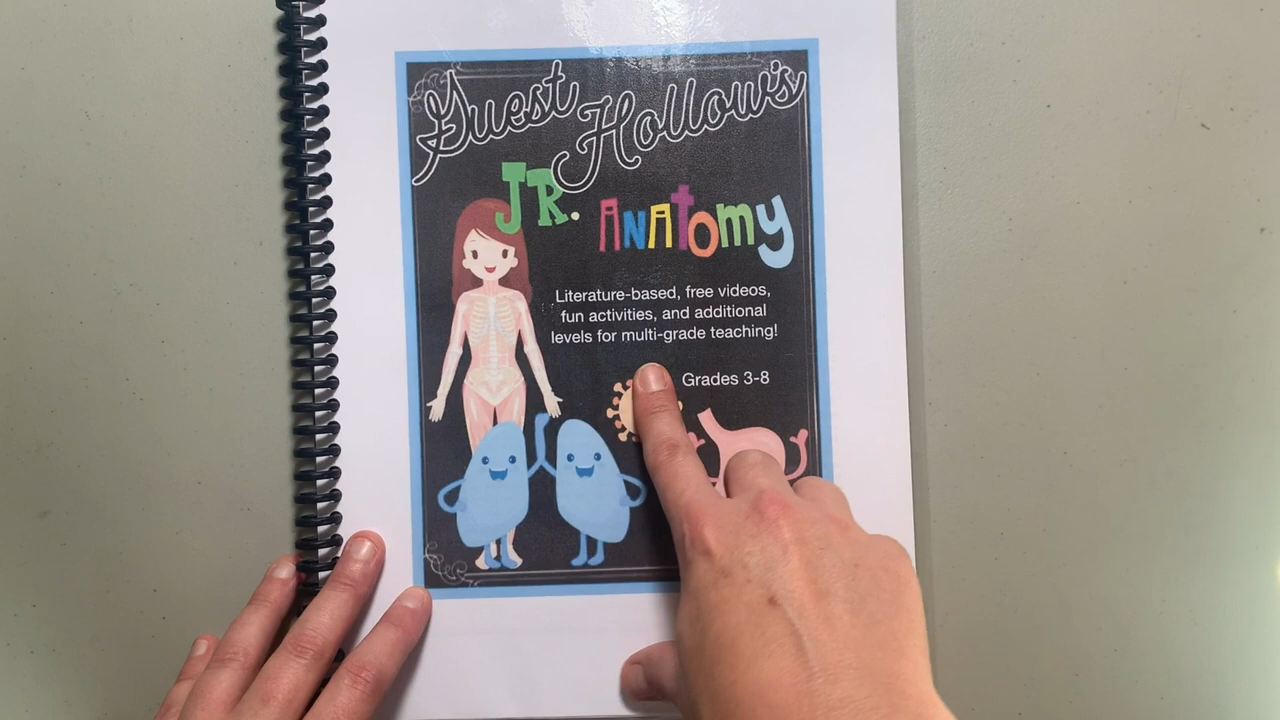 Guest Hollow's
JR. ANAtomy
Literature-based, free videos,
fun activities, and additional
levels for multi-grade teaching!
Grades 3-8